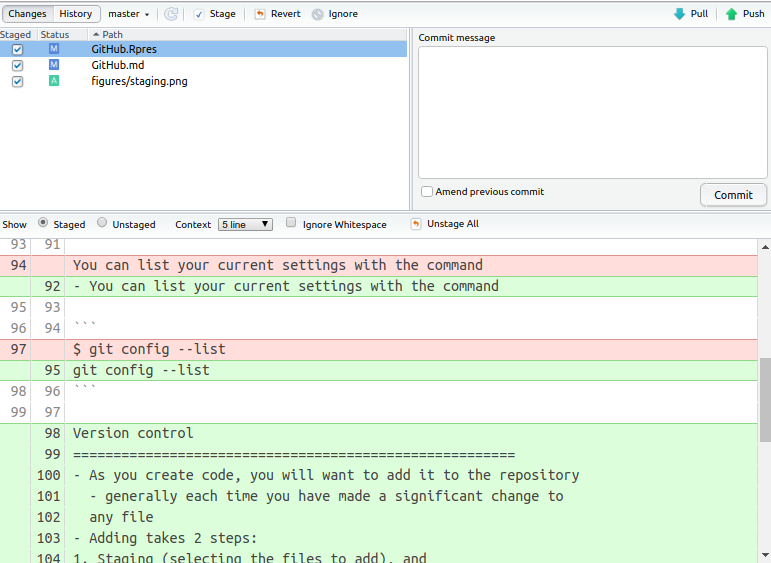 Changes History master Stage Revert Ignore Pull Push
Staged Status Path
M GitHub.Rpres
M GitHub.md
A figures/staging.png
Commit message
Amend previous commit
Commit
Show Staged Unstaged Context 5 line Ignore Whitespace Unstage All
93 91
94 You can list your current settings with the command
92 - You can list your current settings with the command
95 93
96 94 ```
97 $ git config --list
95 git config --list
98 96 ```
99 97
98 Version control
99 ======================================================
100 - As you create code, you will want to add it to the repository
101 - generally each time you have made a significant change to
102 any file
103 - Adding takes 2 steps:
104 1. Staging (selecting the files to add), and